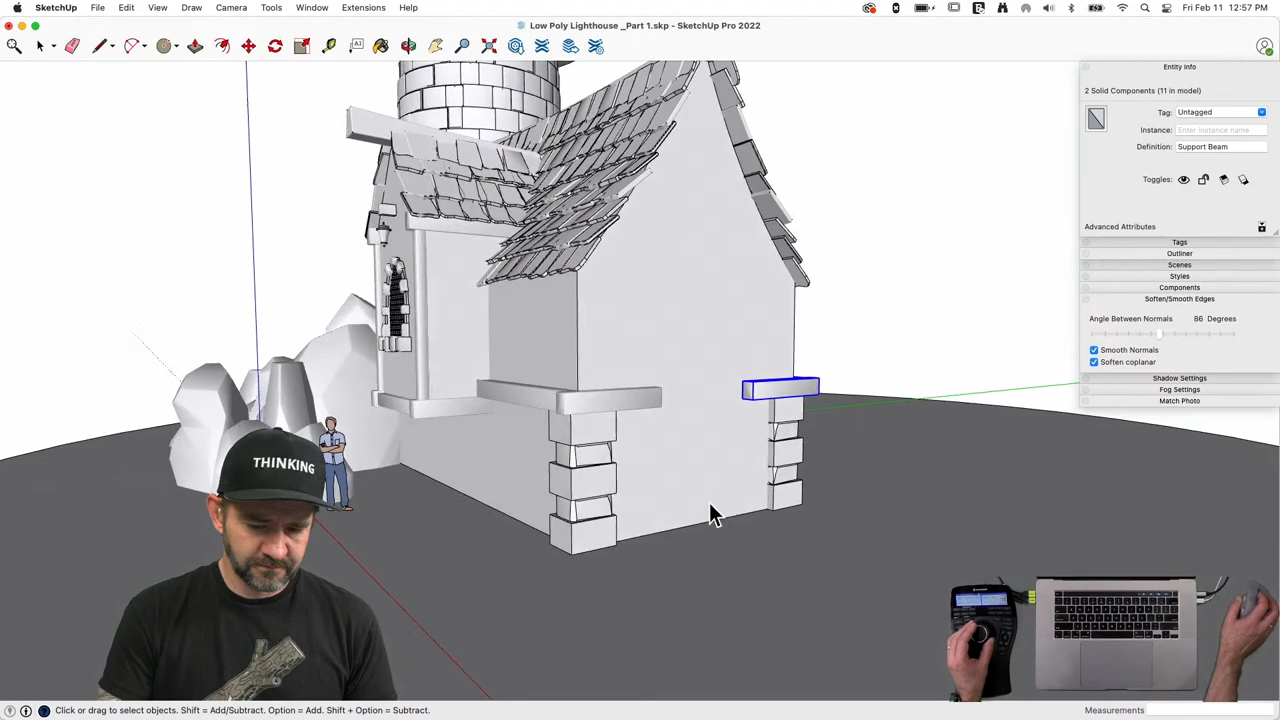 SketchUp File Edit View Draw Camera Tools Window Extensions Help
Fri Feb 11 12:57 PM
Low Poly Lighthouse _Part 1.skp - SketchUp Pro 2022
Entity Info
2 Solid Components (11 in model)
Tag: Untagged
Instance: Enter instance name
Definition: Support Beam
Toggles:
Advanced Attributes
Tags
Outliner
Scenes
Styles
Components
Soften/Smooth Edges
Angle Between Normals 86 Degrees
Smooth Normals
Soften coplanar
Shadow Settings
Fog Settings
Match Photo
THINKING
Click or drag to select objects. Shift = Add/Subtract. Option = Add. Shift + Option = Subtract.
Measurements